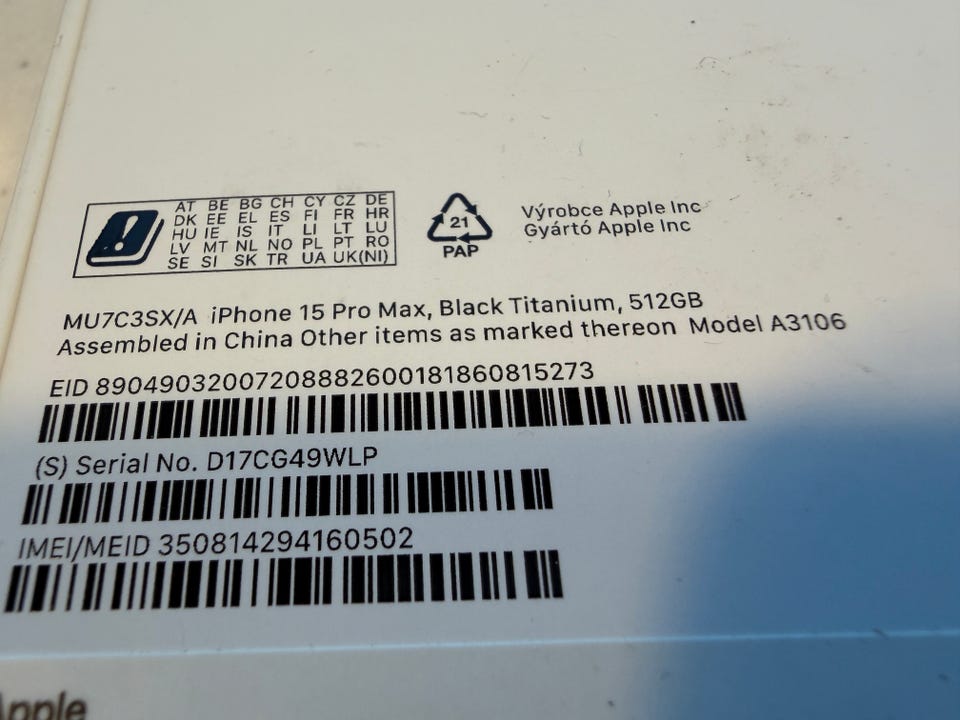 AT BE BG CH CY CZ DE
DK EE EL ES FI FR HR
HU IE IS IT LI LT LU
LV MT NL NO PL PT RO
SE SI SK TR UA UK(NI)
21
PAP
Výrobce Apple Inc
Gyártó Apple Inc
MU7C3SX/A iPhone 15 Pro Max, Black Titanium, 512GB
Assembled in China Other items as marked thereon Model A3106
EID 89049032007208882600181860815273
(S) Serial No. D17CG49WLP
IMEI/MEID 350814294160502
Apple